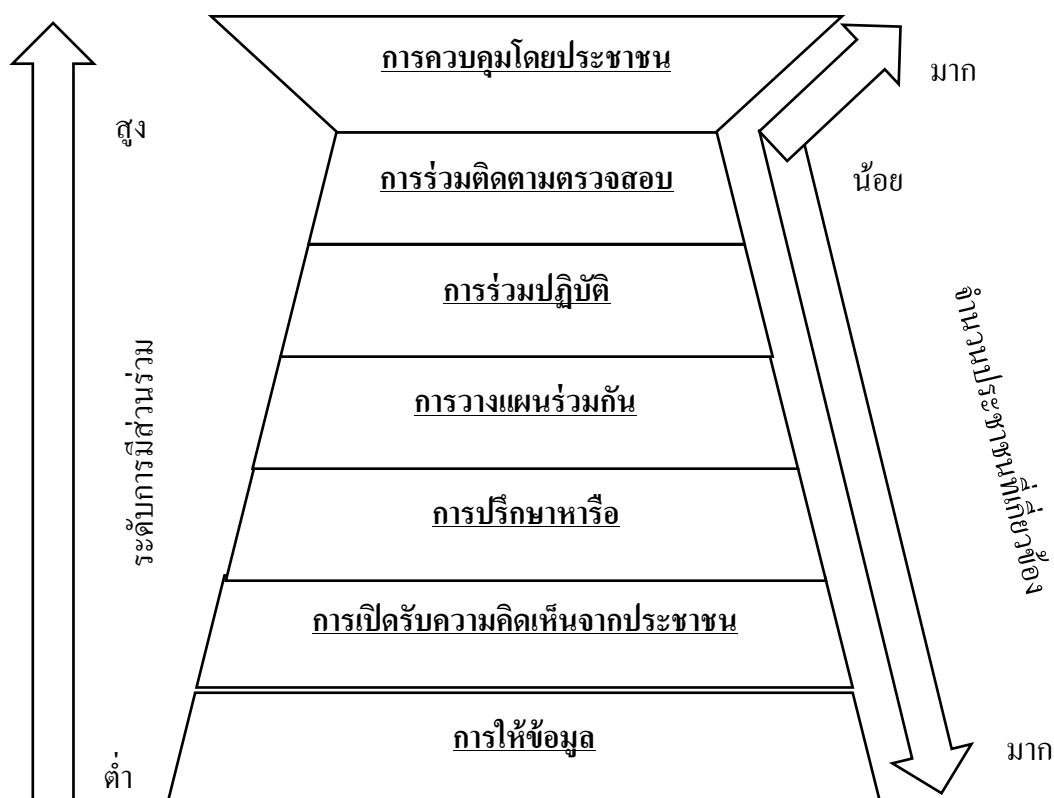 การควบคุมโดยประชาชน
มาก
สูง
การร่วมติดตามตรวจสอบ
น้อย
การร่วมปฏิบัติ
การวางแผนร่วมกัน
ระดับการมีส่วนร่วม
จำนวนประชาชนที่เกี่ยวข้อง
การปรึกษาหารือ
การเปิดรับความคิดเห็นจากประชาชน
การให้ข้อมูล
มาก
ต่ำ